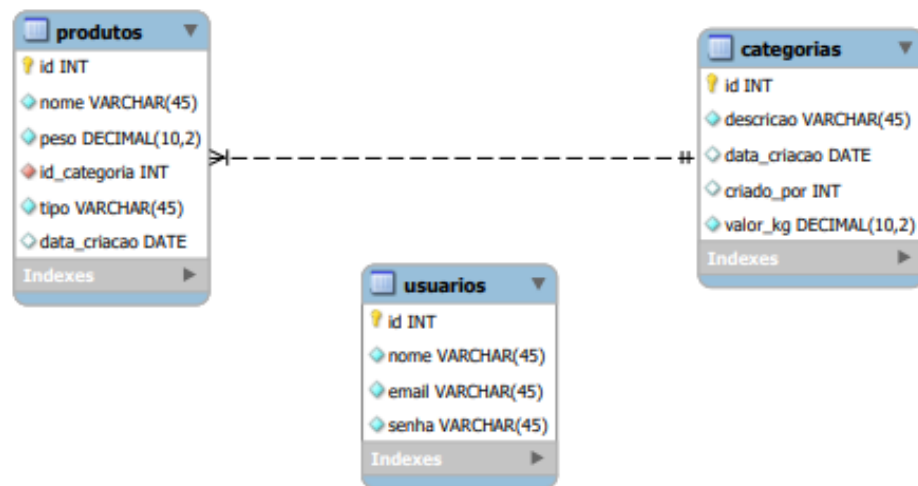 produtos
id INT
nome VARCHAR(45)
peso DECIMAL(10,2)
id_categoria INT
tipo VARCHAR(45)
data_criacao DATE
Indexes
categorias
id INT
descricao VARCHAR(45)
data_criacao DATE
criado_por INT
valor_kg DECIMAL(10,2)
Indexes
usuarios
id INT
nome VARCHAR(45)
email VARCHAR(45)
senha VARCHAR(45)
Indexes